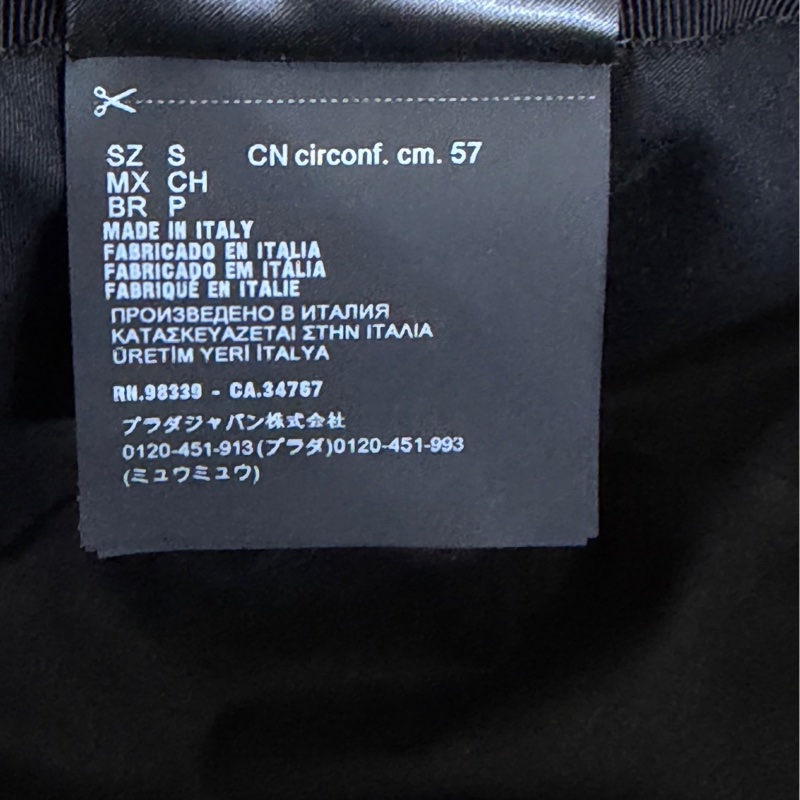 SZ S CN circonf. cm. 57
MX CH
BR P
MADE IN ITALY
FABRICADO EN ITALIA
FABRICADO EM ITÁLIA
FABRIQUÉ EN ITALIE
ПРОИЗВЕДЕНО В ИТАЛИЯ
ΚΑΤΑΣΚΕΥΑΖΕΤΑΙ ΣΤΗΝ ΙΤΑΛΙΑ
ÜRETİM YERİ İTALYA
RN.98339 - CA.34767
プラダジャパン株式会社
0120-451-913(プラダ)0120-451-993
(ミュウミュウ)